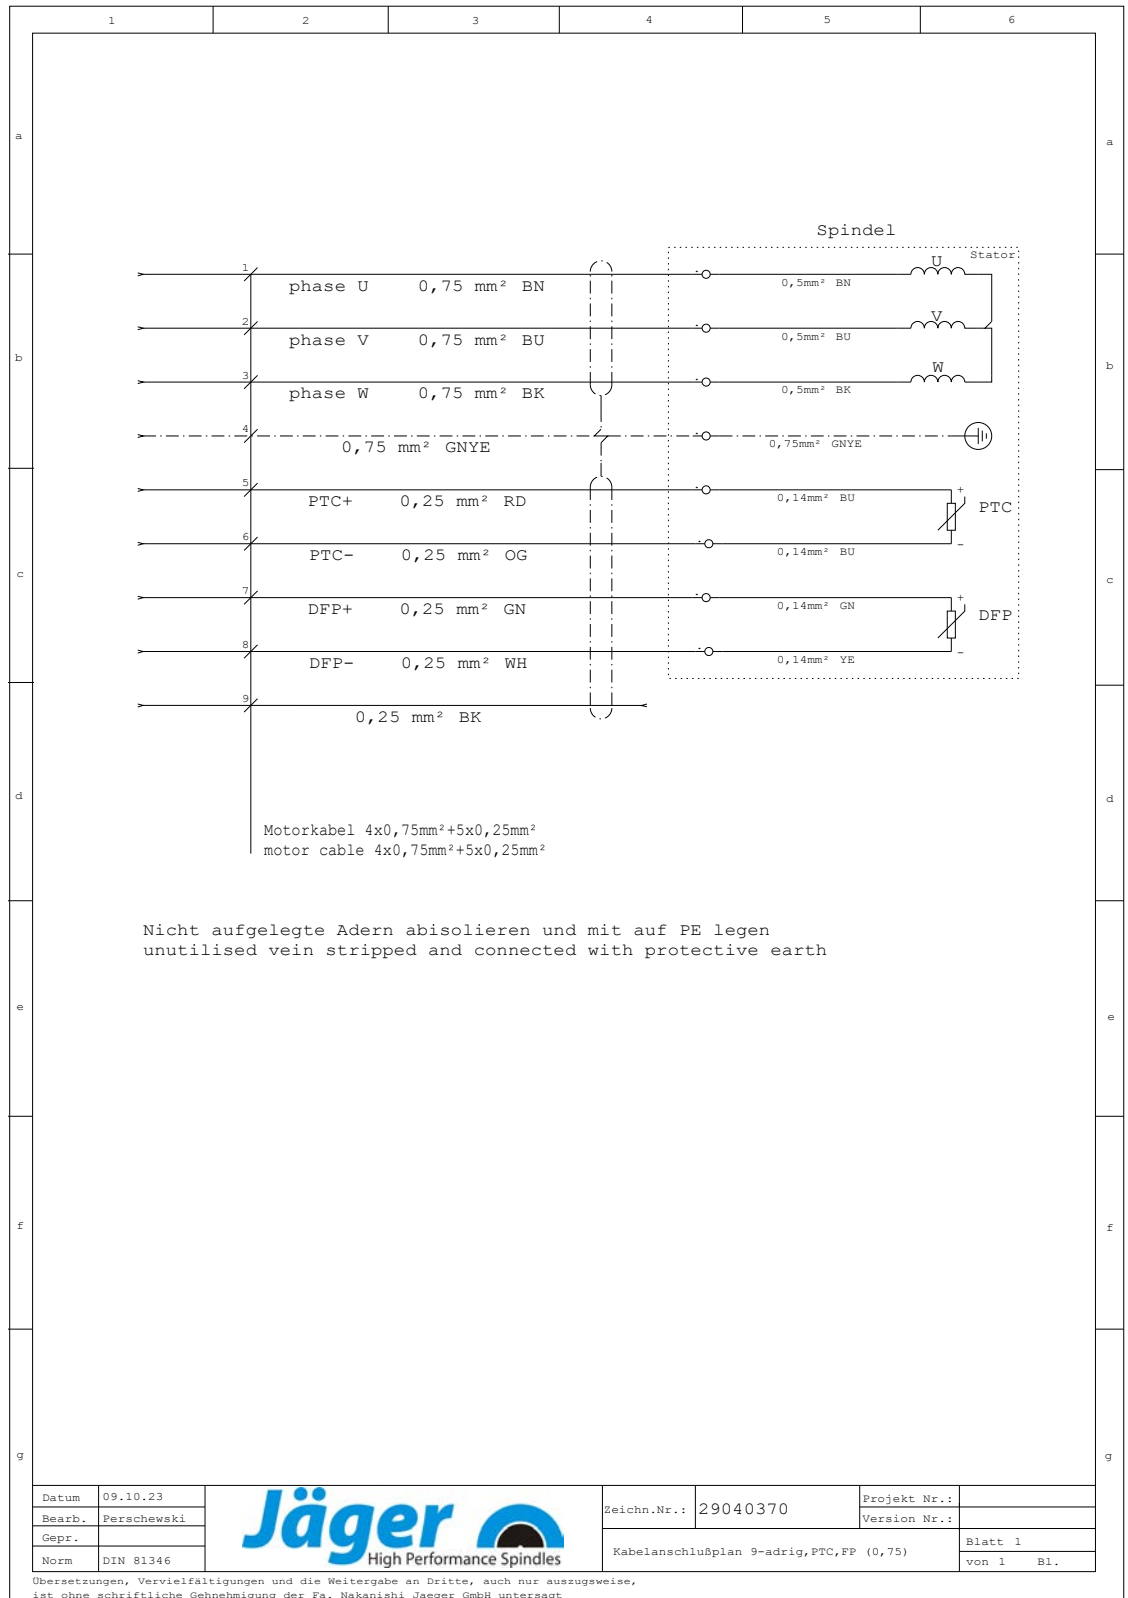 1 2 3 4 5 6
a a
Spindel
Stator
1 phase U 0,75 mm² BN 0,5mm² BN U
2 phase V 0,75 mm² BU 0,5mm² BU V
b b
3 phase W 0,75 mm² BK 0,5mm² BK W
4 0,75 mm² GNYE 0,75mm² GNYE
5 PTC+ 0,25 mm² RD 0,14mm² BU + PTC
6 PTC- 0,25 mm² OG 0,14mm² BU -
c c
7 DFP+ 0,25 mm² GN 0,14mm² GN + DFP
8 DFP- 0,25 mm² WH 0,14mm² YE -
9 0,25 mm² BK
d d
Motorkabel 4x0,75mm²+5x0,25mm²
motor cable 4x0,75mm²+5x0,25mm²
Nicht aufgelegte Adern abisolieren und mit auf PE legen
unutilised vein stripped and connected with protective earth
e e
f f
g g
Datum 09.10.23
Bearb. Perschewski
Gepr.
Norm DIN 81346
Jäger
High Performance Spindles
Zeichn.Nr.: 29040370
Projekt Nr.:
Version Nr.:
Kabelanschlußplan 9-adrig,PTC,FP (0,75)
Blatt 1
von 1 Bl.
Übersetzungen, Vervielfältigungen und die Weitergabe an Dritte, auch nur auszugsweise,
ist ohne schriftliche Gehnehmigung der Fa. Nakanishi Jaeger GmbH untersagt